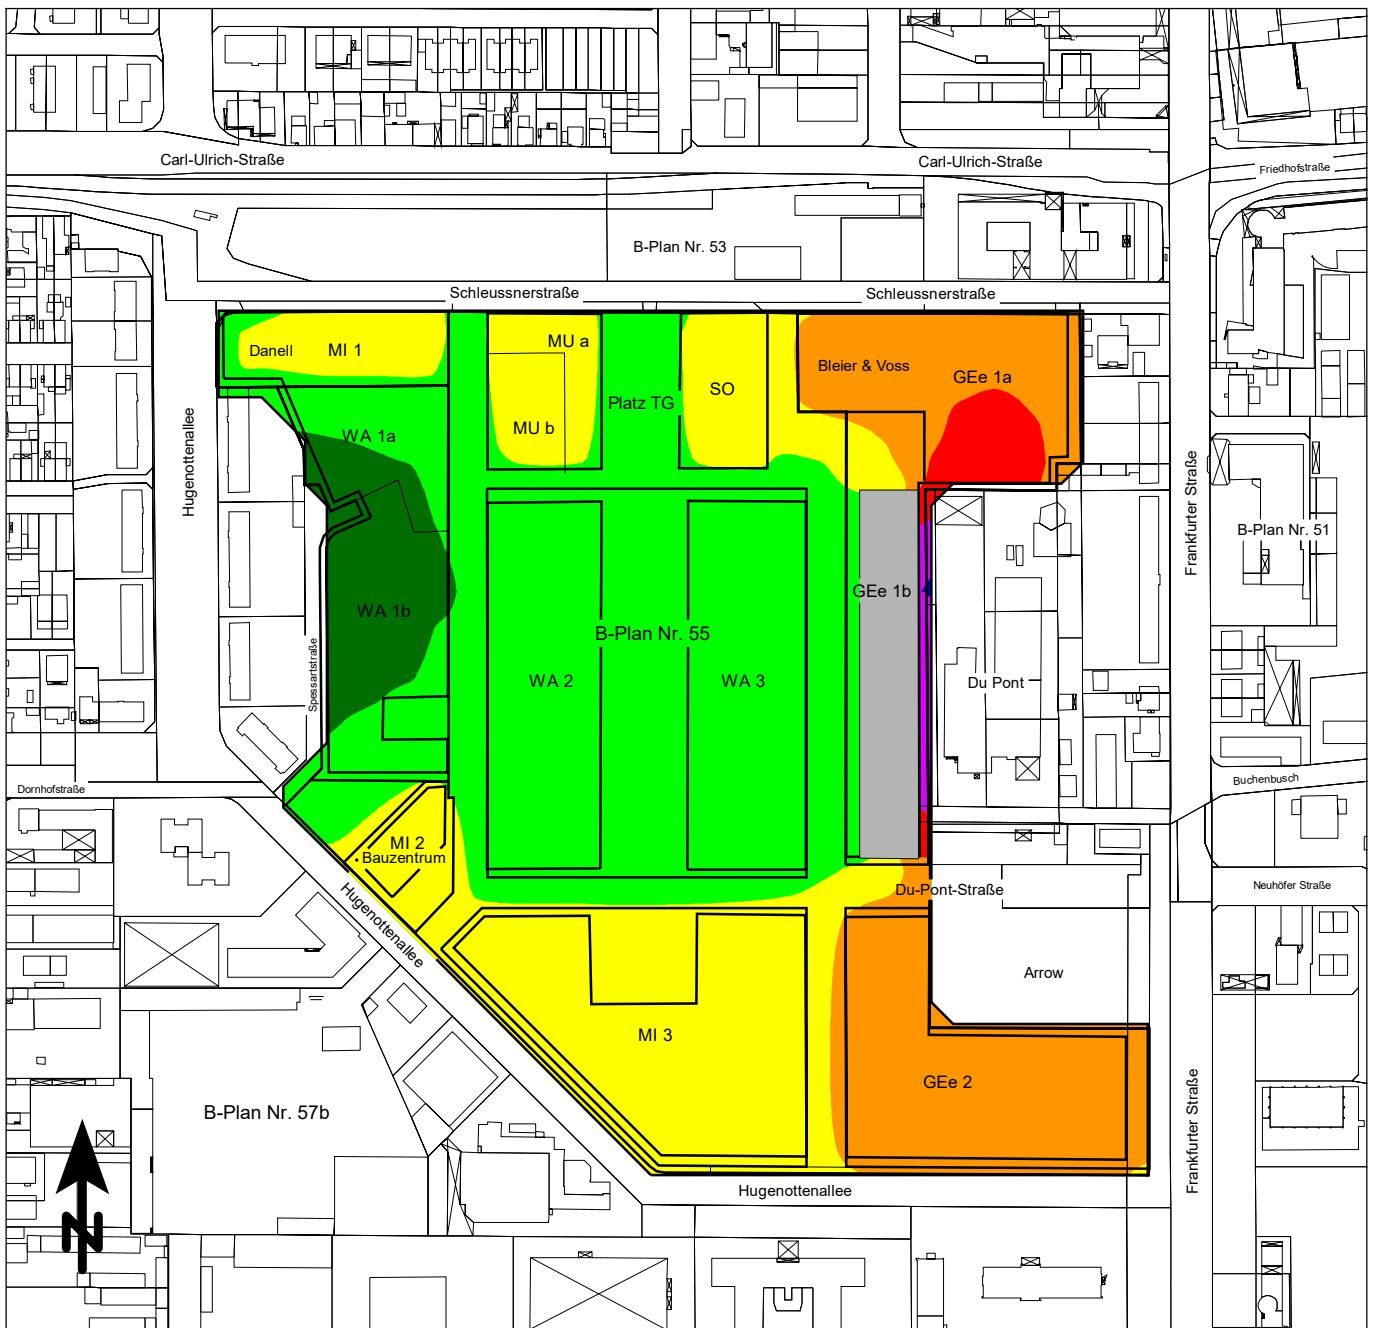 Carl-Ulrich-Straße
Carl-Ulrich-Straße
Friedhofstraße
B-Plan Nr. 53
Schleussnerstraße
Schleussnerstraße
Danell
MI 1
MU a
Bleier & Voss
GEe 1a
SO
Platz TG
MU b
WA 1a
Hugenottenallee
Frankfurter Straße
B-Plan Nr. 51
GEe 1b
WA 1b
B-Plan Nr. 55
Spessartstraße
WA 2
WA 3
Du Pont
Buchenbusch
Dornhofstraße
MI 2
Bauzentrum
Neuhöfer Straße
Du-Pont-Straße
Hugenottenallee
Arrow
MI 3
GEe 2
B-Plan Nr. 57b
Frankfurter Straße
Hugenottenallee
N